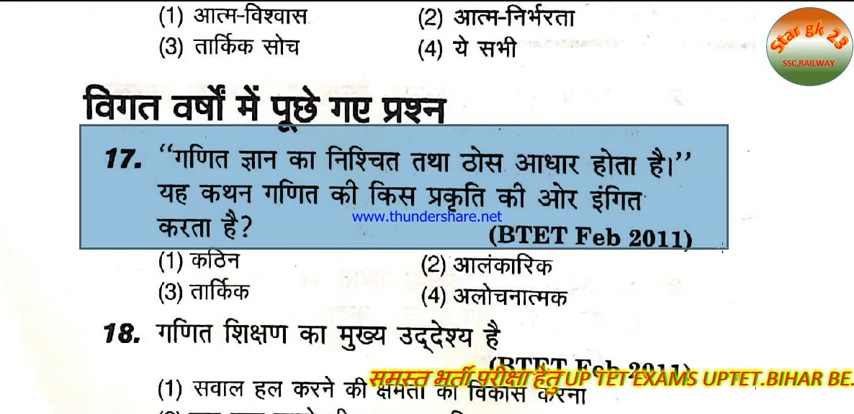 (1) आत्म-विश्वास (2) आत्म-निर्भरता
(3) तार्किक सोच (4) ये सभी
Star gk 23
SSC,RAILWAY
विगत वर्षों में पूछे गए प्रश्न
17. “गणित ज्ञान का निश्चित तथा ठोस आधार होता है।”
यह कथन गणित की किस प्रकृति की ओर इंगित
www.thundershare.net
करता है? (BTET Feb 2011)
(1) कठिन (2) आलंकारिक
(3) तार्किक (4) अलोचनात्मक
18. गणित शिक्षण का मुख्य उद्देश्य है
(BTET Feb 2011)
समस्त भर्ती परीक्षा हेतु UP TET EXAMS UPTET.BIHAR BE.
(1) सवाल हल करने की क्षमता का विकास करना